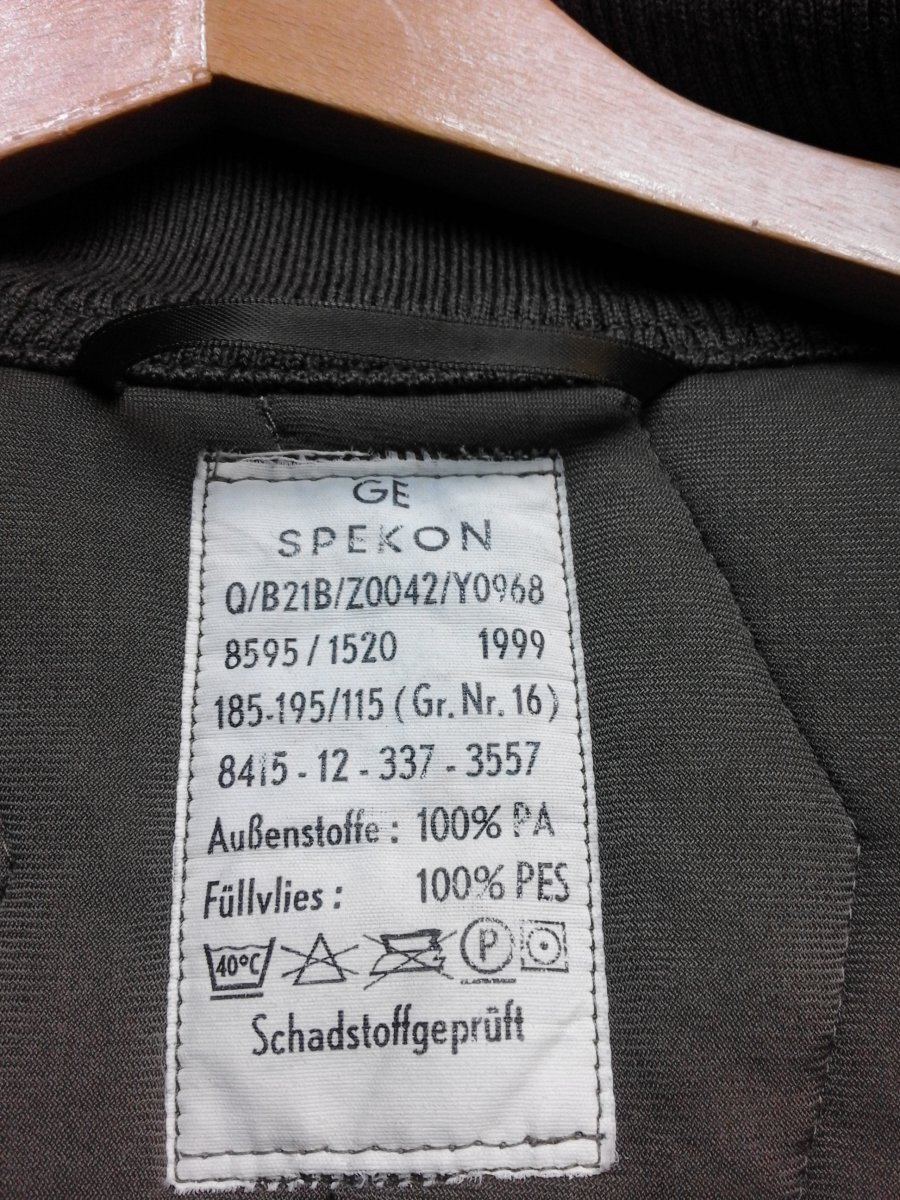 GE
SPEKON
Q/B21B/Z0042/Y0968
8595/1520 1999
185-195/115 (Gr. Nr. 16)
8415 - 12 - 337 - 3557
Außenstoffe : 100% PA
Füllvlies : 100% PES
40°C P
Schadstoffgeprüft